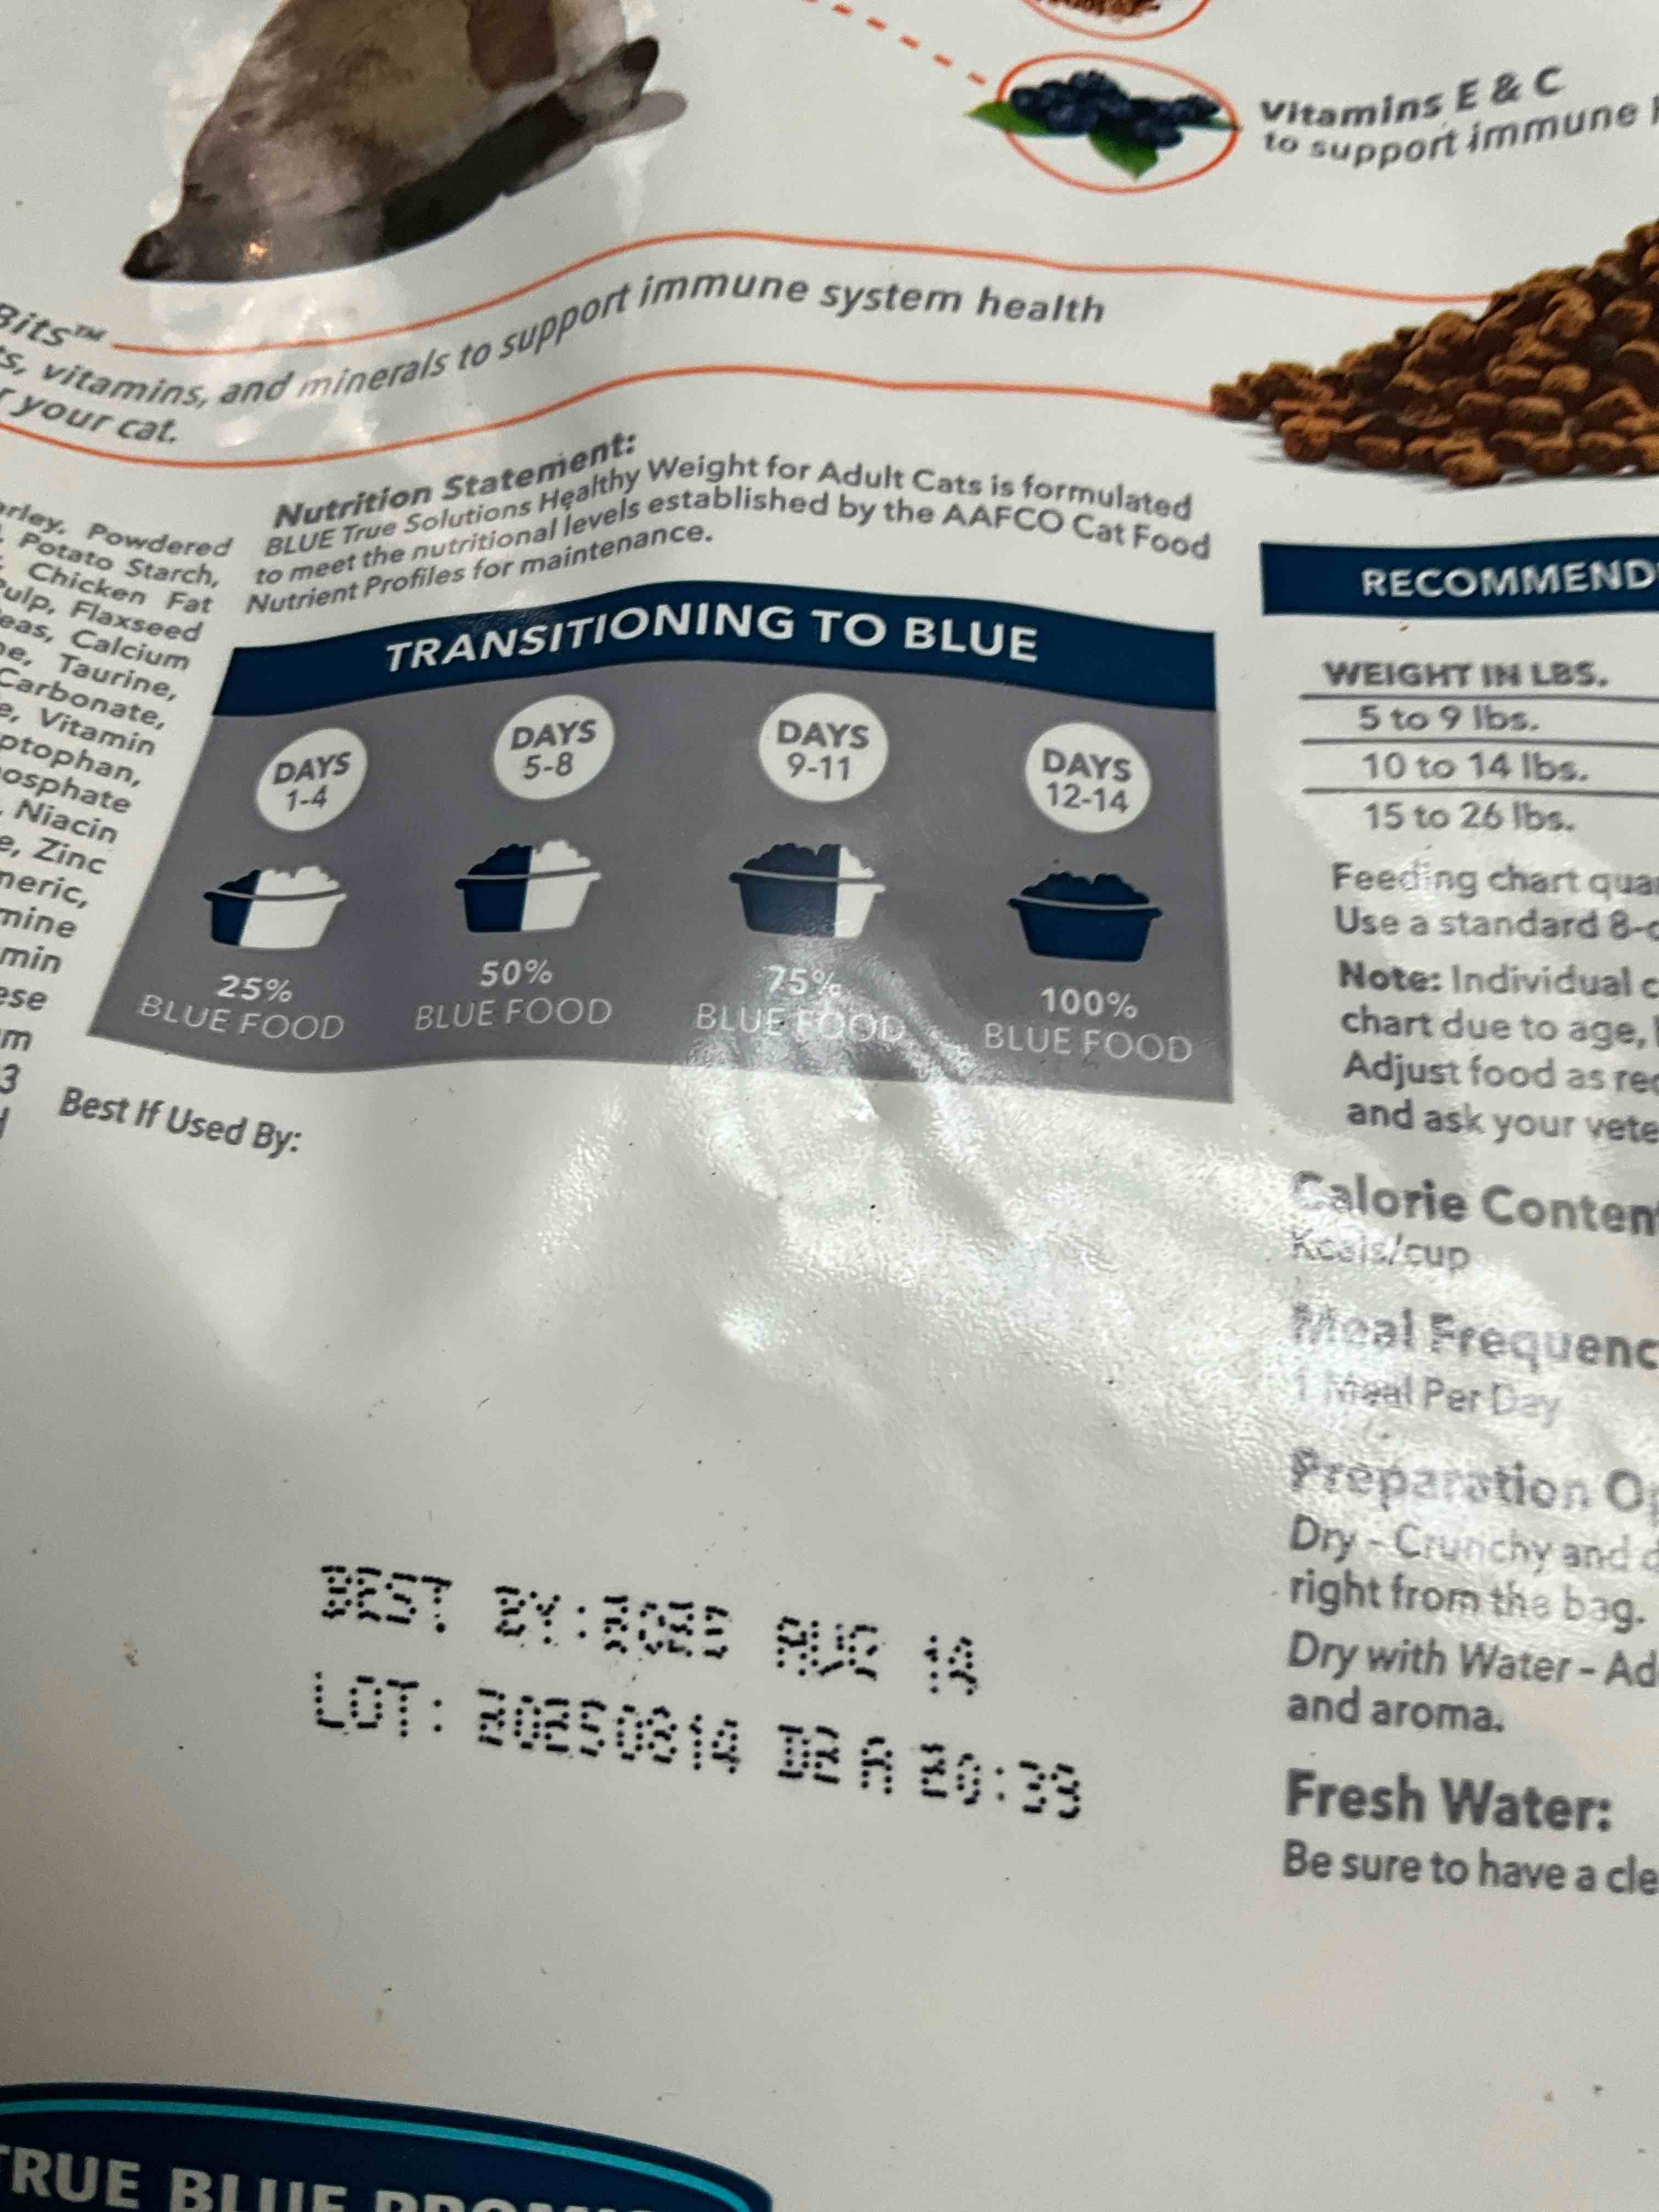 Vitamins E & C
to support immune
Bits™
s, vitamins, and minerals to support immune system health
r your cat.
Nutrition Statement:
BLUE True Solutions Healthy Weight for Adult Cats is formulated
to meet the nutritional levels established by the AAFCO Cat Food
Nutrient Profiles for maintenance.
arley, Powdered
, Potato Starch,
, Chicken Fat
Pulp, Flaxseed
eas, Calcium
ne, Taurine,
Carbonate,
e, Vitamin
ptophan,
osphate
, Niacin
e, Zinc
meric,
mine
min
ese
m
3
TRANSITIONING TO BLUE
DAYS
1-4
25%
BLUE FOOD
DAYS
5-8
50%
BLUE FOOD
DAYS
9-11
75%
BLUE FOOD
DAYS
12-14
100%
BLUE FOOD
Best If Used By:
BEST BY: AUG 14
LOT: 20250814 A 20:39
RECOMMEND
WEIGHT IN LBS.
5 to 9 lbs.
10 to 14 lbs.
15 to 26 lbs.
Feeding chart qua
Use a standard 8-
Note: Individual c
chart due to age,
Adjust food as re
and ask your vete
Calorie Conten
Kcals/cup
Meal Frequenc
1 Meal Per Day
Preparation O
Dry - Crunchy and
right from the bag.
Dry with Water - Ad
and aroma.
Fresh Water:
Be sure to have a cle
TRUE BLUE PROMI